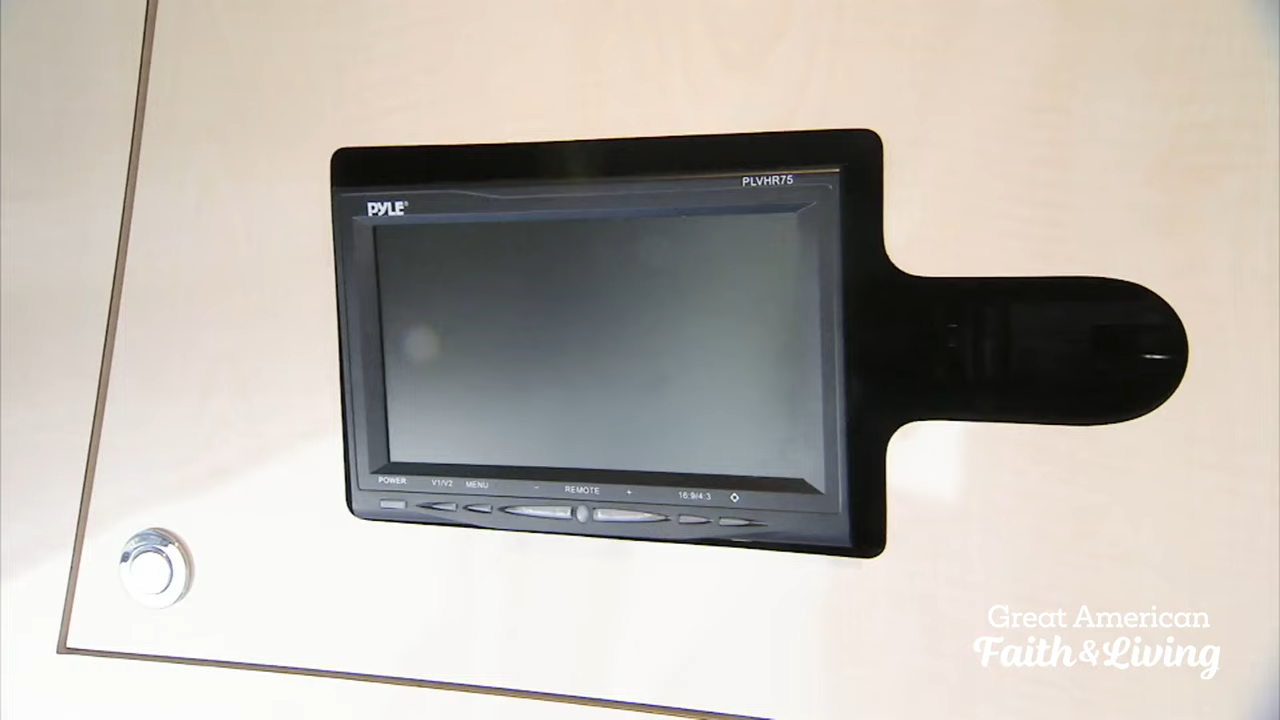 PLVHR75
PYLE®
POWER V1/V2 MENU - REMOTE + 16:9/4:3
Great American
Faith & Living